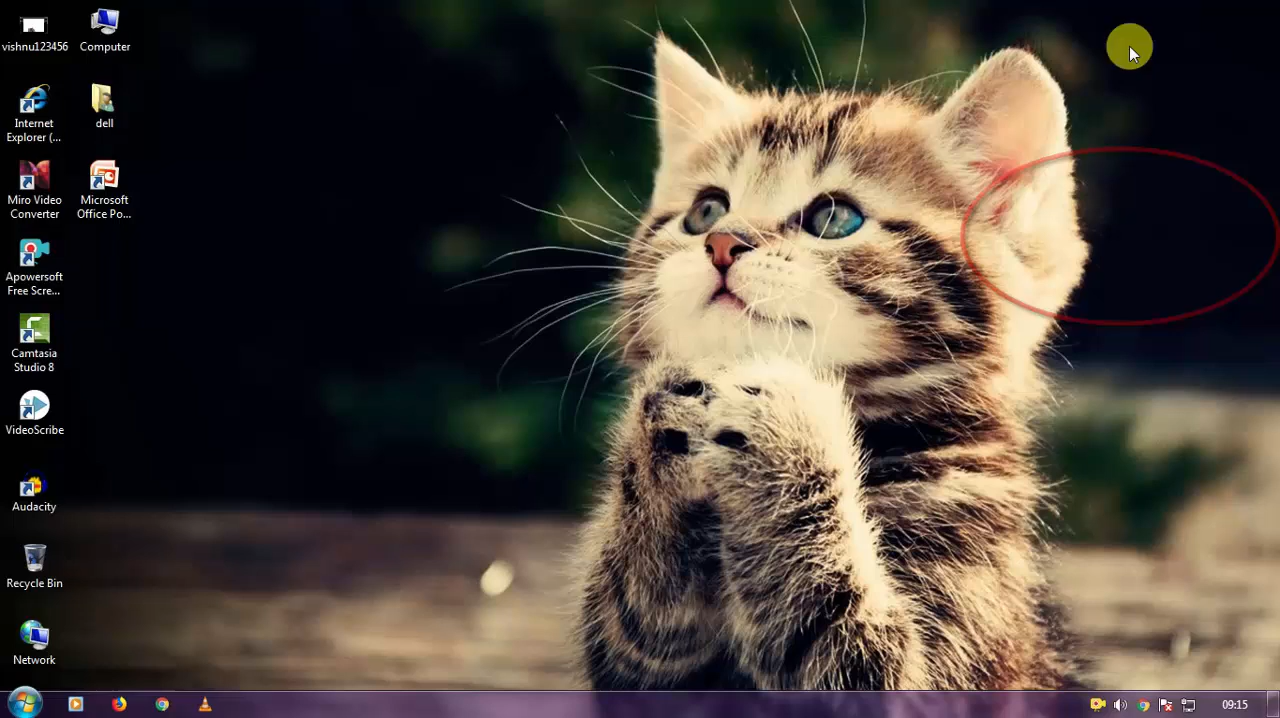 vishnu123456
Computer
Internet
Explorer (...
dell
Miro Video
Converter
Microsoft
Office Po...
Apowersoft
Free Scre...
Camtasia
Studio 8
VideoScribe
Audacity
Recycle Bin
Network
09:15